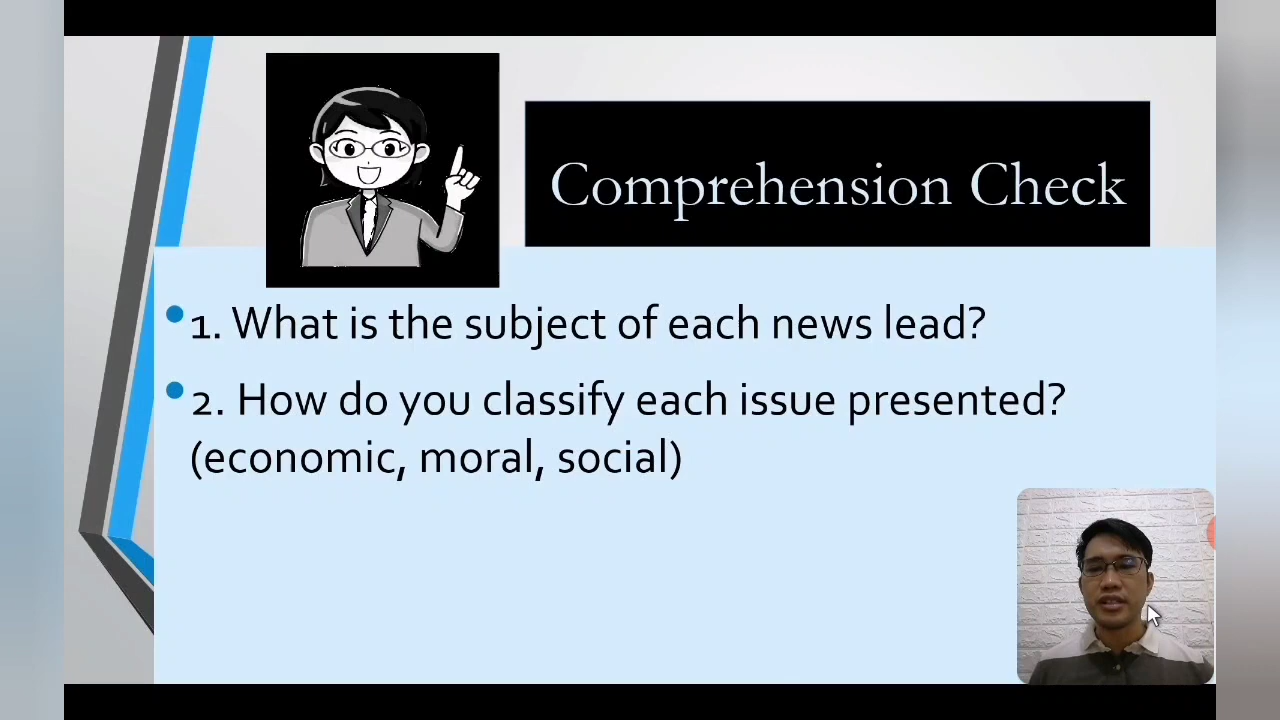 Comprehension Check
• 1. What is the subject of each news lead?
• 2. How do you classify each issue presented?
(economic, moral, social)